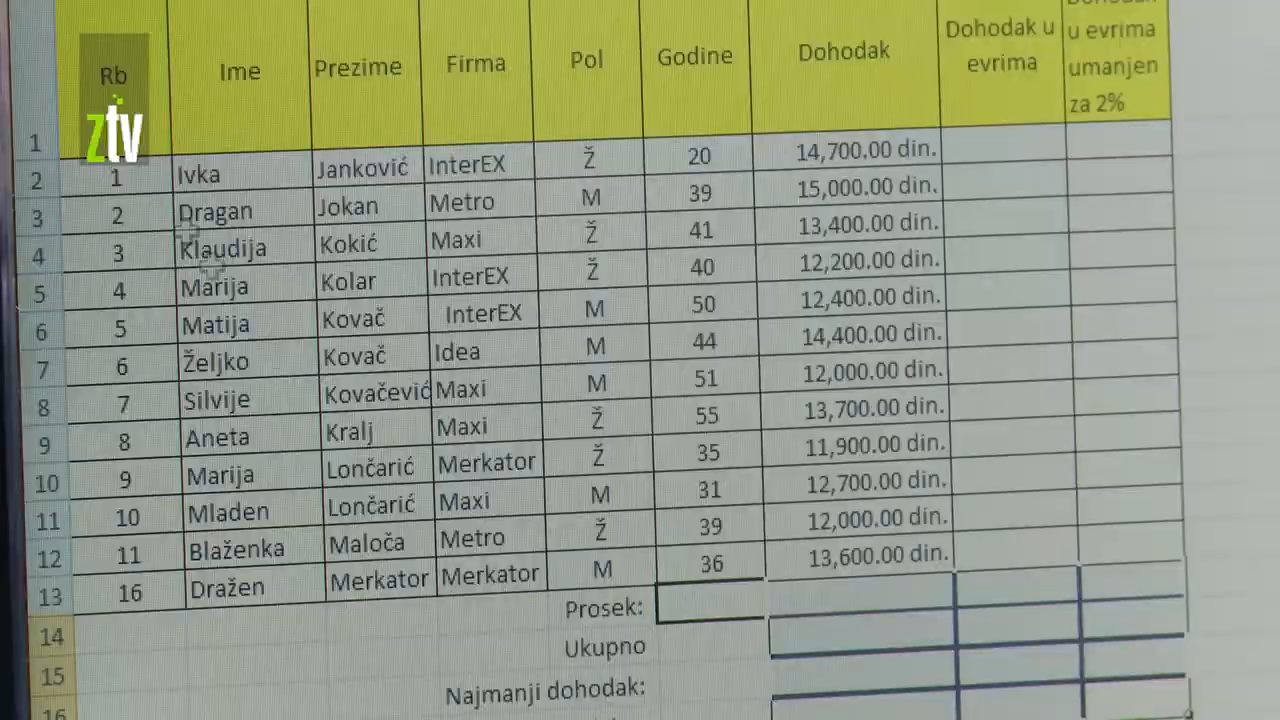 Rb Ime Prezime Firma Pol Godine Dohodak Dohodak u evrima Dohodak u evrima umanjen za 2%
ztv
1
2 1 Ivka Janković InterEX Ž 20 14,700.00 din.
3 2 Dragan Jokan Metro M 39 15,000.00 din.
4 3 Klaudija Kokić Maxi Ž 41 13,400.00 din.
5 4 Marija Kolar InterEX Ž 40 12,200.00 din.
6 5 Matija Kovač InterEX M 50 12,400.00 din.
7 6 Željko Kovač Idea M 44 14,400.00 din.
8 7 Silvije Kovačević Maxi M 51 12,000.00 din.
9 8 Aneta Kralj Maxi Ž 55 13,700.00 din.
10 9 Marija Lončarić Merkator Ž 35 11,900.00 din.
11 10 Mladen Lončarić Maxi M 31 12,700.00 din.
12 11 Blaženka Maloča Metro Ž 39 12,000.00 din.
13 16 Dražen Merkator Merkator M 36 13,600.00 din.
14 Prosek:
15 Ukupno
16 Najmanji dohodak: